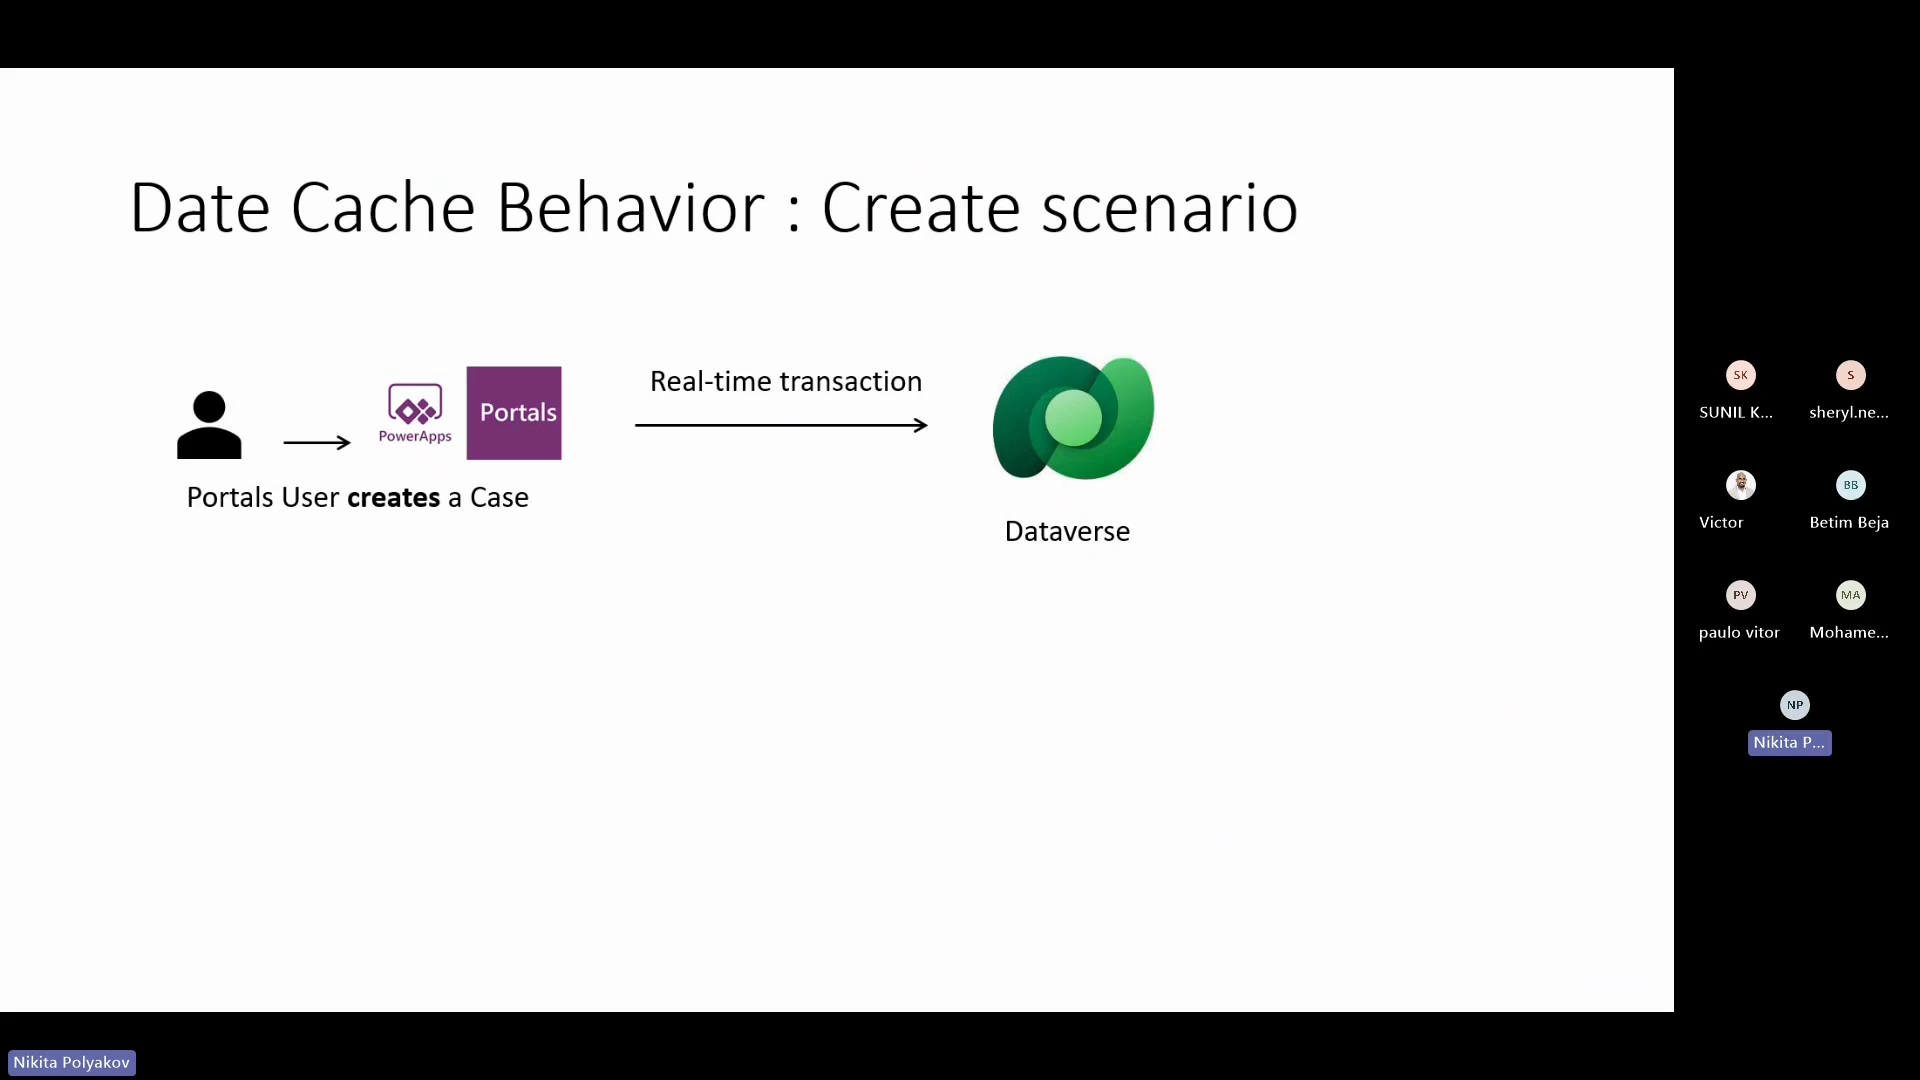 Date Cache Behavior : Create scenario
Real-time transaction
PowerApps
Portals
Portals User creates a Case
Dataverse
SK
SUNIL K...
S
sheryl.ne...
Victor
BB
Betim Beja
PV
paulo vitor
MA
Mohame...
NP
Nikita P...
Nikita Polyakov